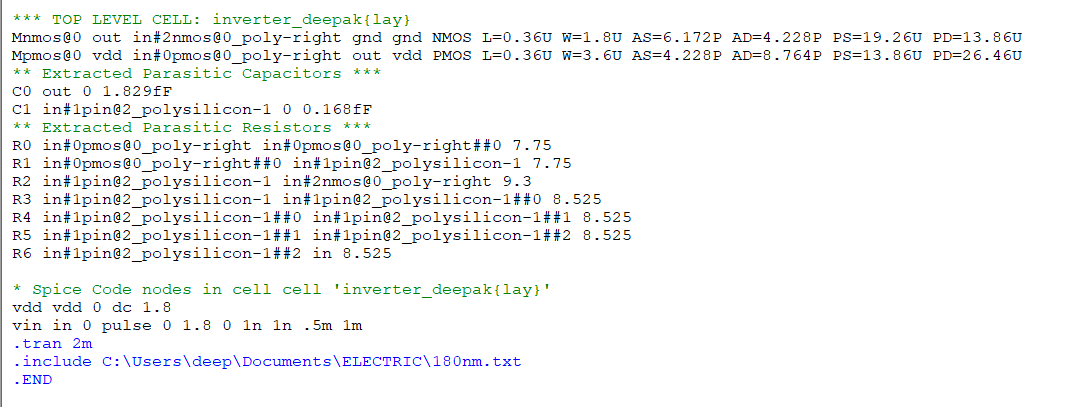 *** TOP LEVEL CELL: inverter_deepak{lay}
Mnmos@0 out in#2nmos@0_poly-right gnd gnd NMOS L=0.36U W=1.8U AS=6.172P AD=4.228P PS=19.26U PD=13.86U
Mpmos@0 vdd in#0pmos@0_poly-right out vdd PMOS L=0.36U W=3.6U AS=4.228P AD=8.764P PS=13.86U PD=26.46U
** Extracted Parasitic Capacitors ***
C0 out 0 1.829fF
C1 in#1pin@2_polysilicon-1 0 0.168fF
** Extracted Parasitic Resistors ***
R0 in#0pmos@0_poly-right in#0pmos@0_poly-right##0 7.75
R1 in#0pmos@0_poly-right##0 in#1pin@2_polysilicon-1 7.75
R2 in#1pin@2_polysilicon-1 in#2nmos@0_poly-right 9.3
R3 in#1pin@2_polysilicon-1 in#1pin@2_polysilicon-1##0 8.525
R4 in#1pin@2_polysilicon-1##0 in#1pin@2_polysilicon-1##1 8.525
R5 in#1pin@2_polysilicon-1##1 in#1pin@2_polysilicon-1##2 8.525
R6 in#1pin@2_polysilicon-1##2 in 8.525
* Spice Code nodes in cell cell 'inverter_deepak{lay}'
vdd vdd 0 dc 1.8
vin in 0 pulse 0 1.8 0 1n 1n .5m 1m
.tran 2m
.include C:\Users\deep\Documents\ELECTRIC\180nm.txt
.END